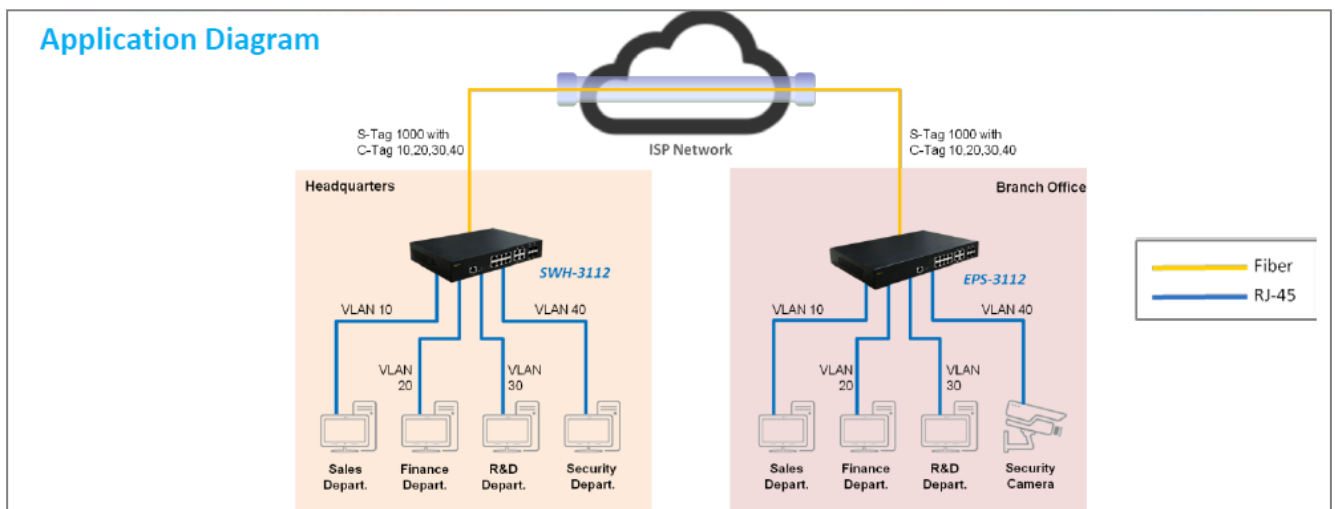 Application Diagram
S-Tag 1000 with
C-Tag 10,20,30,40
ISP Network
S-Tag 1000 with
C-Tag 10,20,30,40
Headquarters
SWH-3112
VLAN 10
VLAN 40
VLAN
20
VLAN
30
Sales
Depart.
Finance
Depart.
R&D
Depart.
Security
Depart.
Branch Office
EPS-3112
VLAN 10
VLAN 40
VLAN
20
VLAN
30
Sales
Depart.
Finance
Depart.
R&D
Depart.
Security
Camera
Fiber
RJ-45